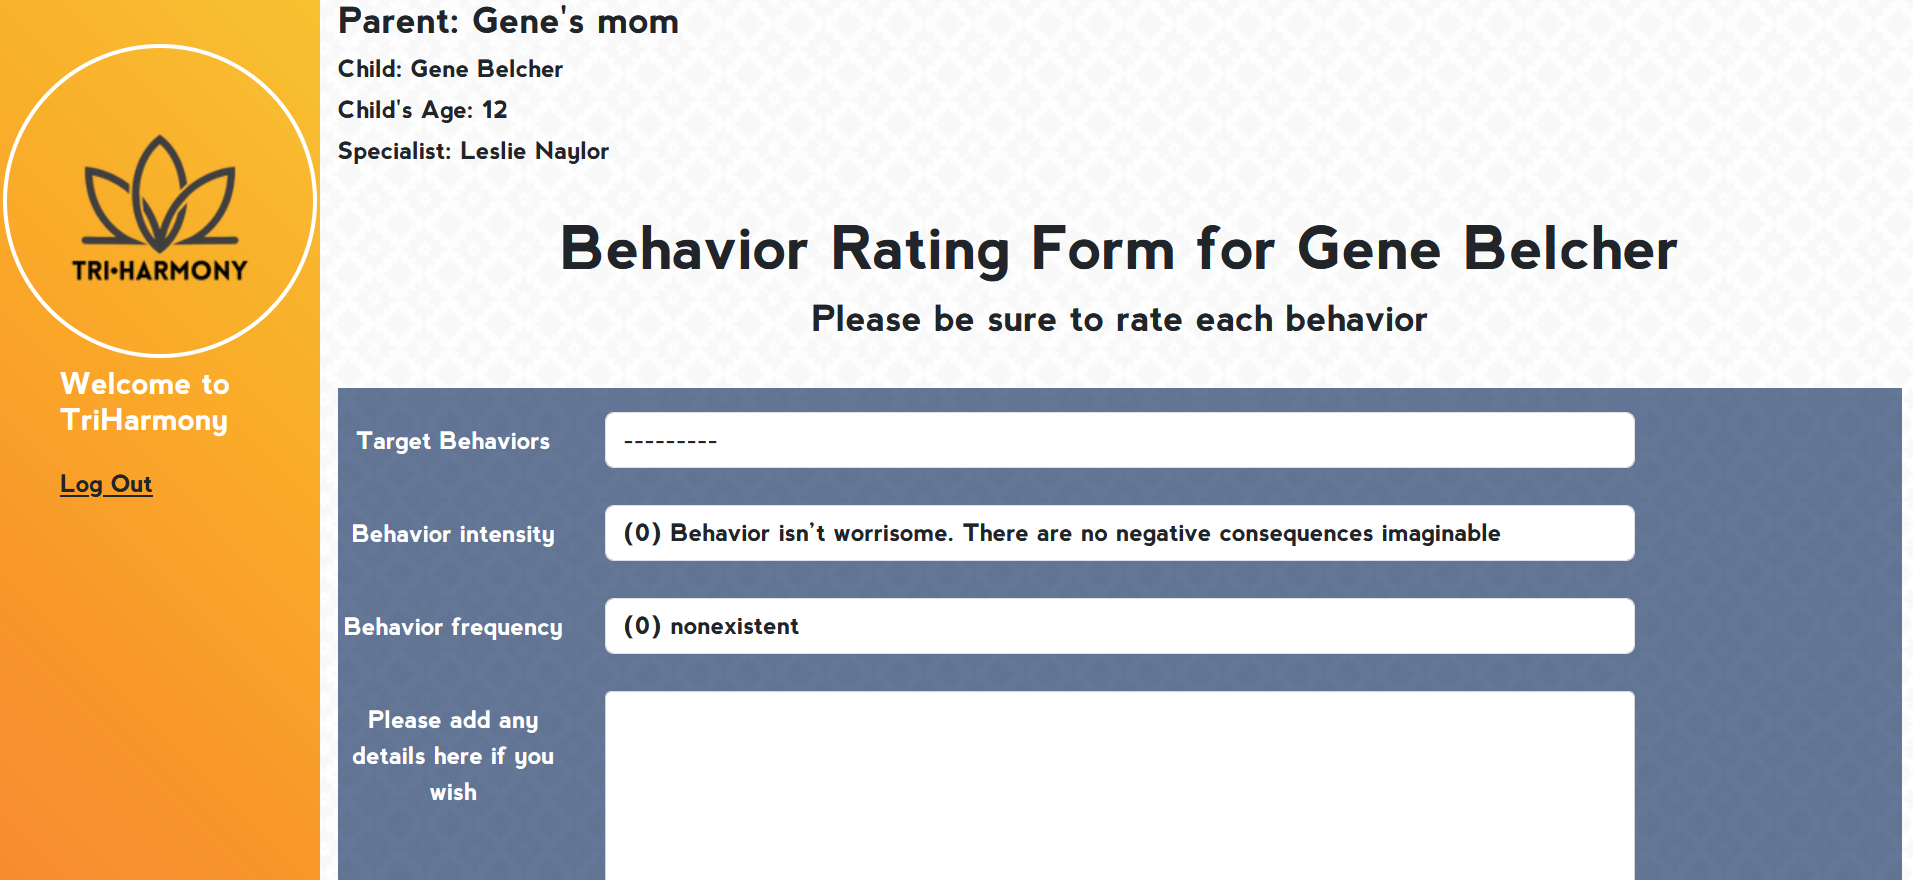 TRI•HARMONY
Welcome to
TriHarmony
Log Out
Parent: Gene's mom
Child: Gene Belcher
Child's Age: 12
Specialist: Leslie Naylor
Behavior Rating Form for Gene Belcher
Please be sure to rate each behavior
Target Behaviors
---------
Behavior intensity
(0) Behavior isn’t worrisome. There are no negative consequences imaginable
Behavior frequency
(0) nonexistent
Please add any
details here if you
wish